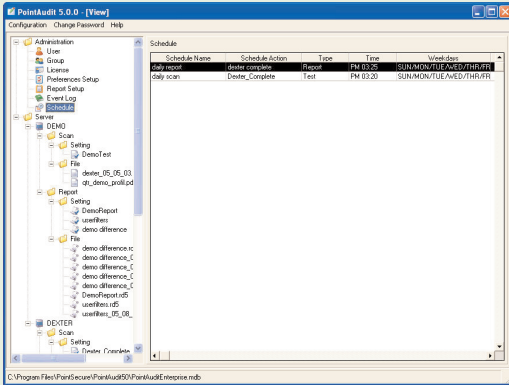 PointAudit 5.0.0 - [View]
Configuration Change Password Help
Administration
User
Group
License
Preferences Setup
Report Setup
Event Log
Schedule
Server
DEMO
Scan
Setting
DemoTest
File
dexter_05_05_03.
qtr_demo_profil.pd
Report
Setting
DemoReport
userfilters
demo difference
File
demo difference.rd
demo difference_0
demo difference_0
demo difference_0
demo difference_0
DemoReport.rd5
userfilters.rd5
userfilters_05_08_
DEXTER
Scan
Setting
Dexter_Complete
Schedule
Schedule Name Schedule Action Type Time Weekdays
daily report dexter complete Report PM 03:25 SUN/MON/TUE/WED/THR/FR
daily scan Dexter_Complete Test PM 03:20 SUN/MON/TUE/WED/THR/FR
C:\Program Files\PointSecure\PointAudit50\PointAuditEnterprise.mdb